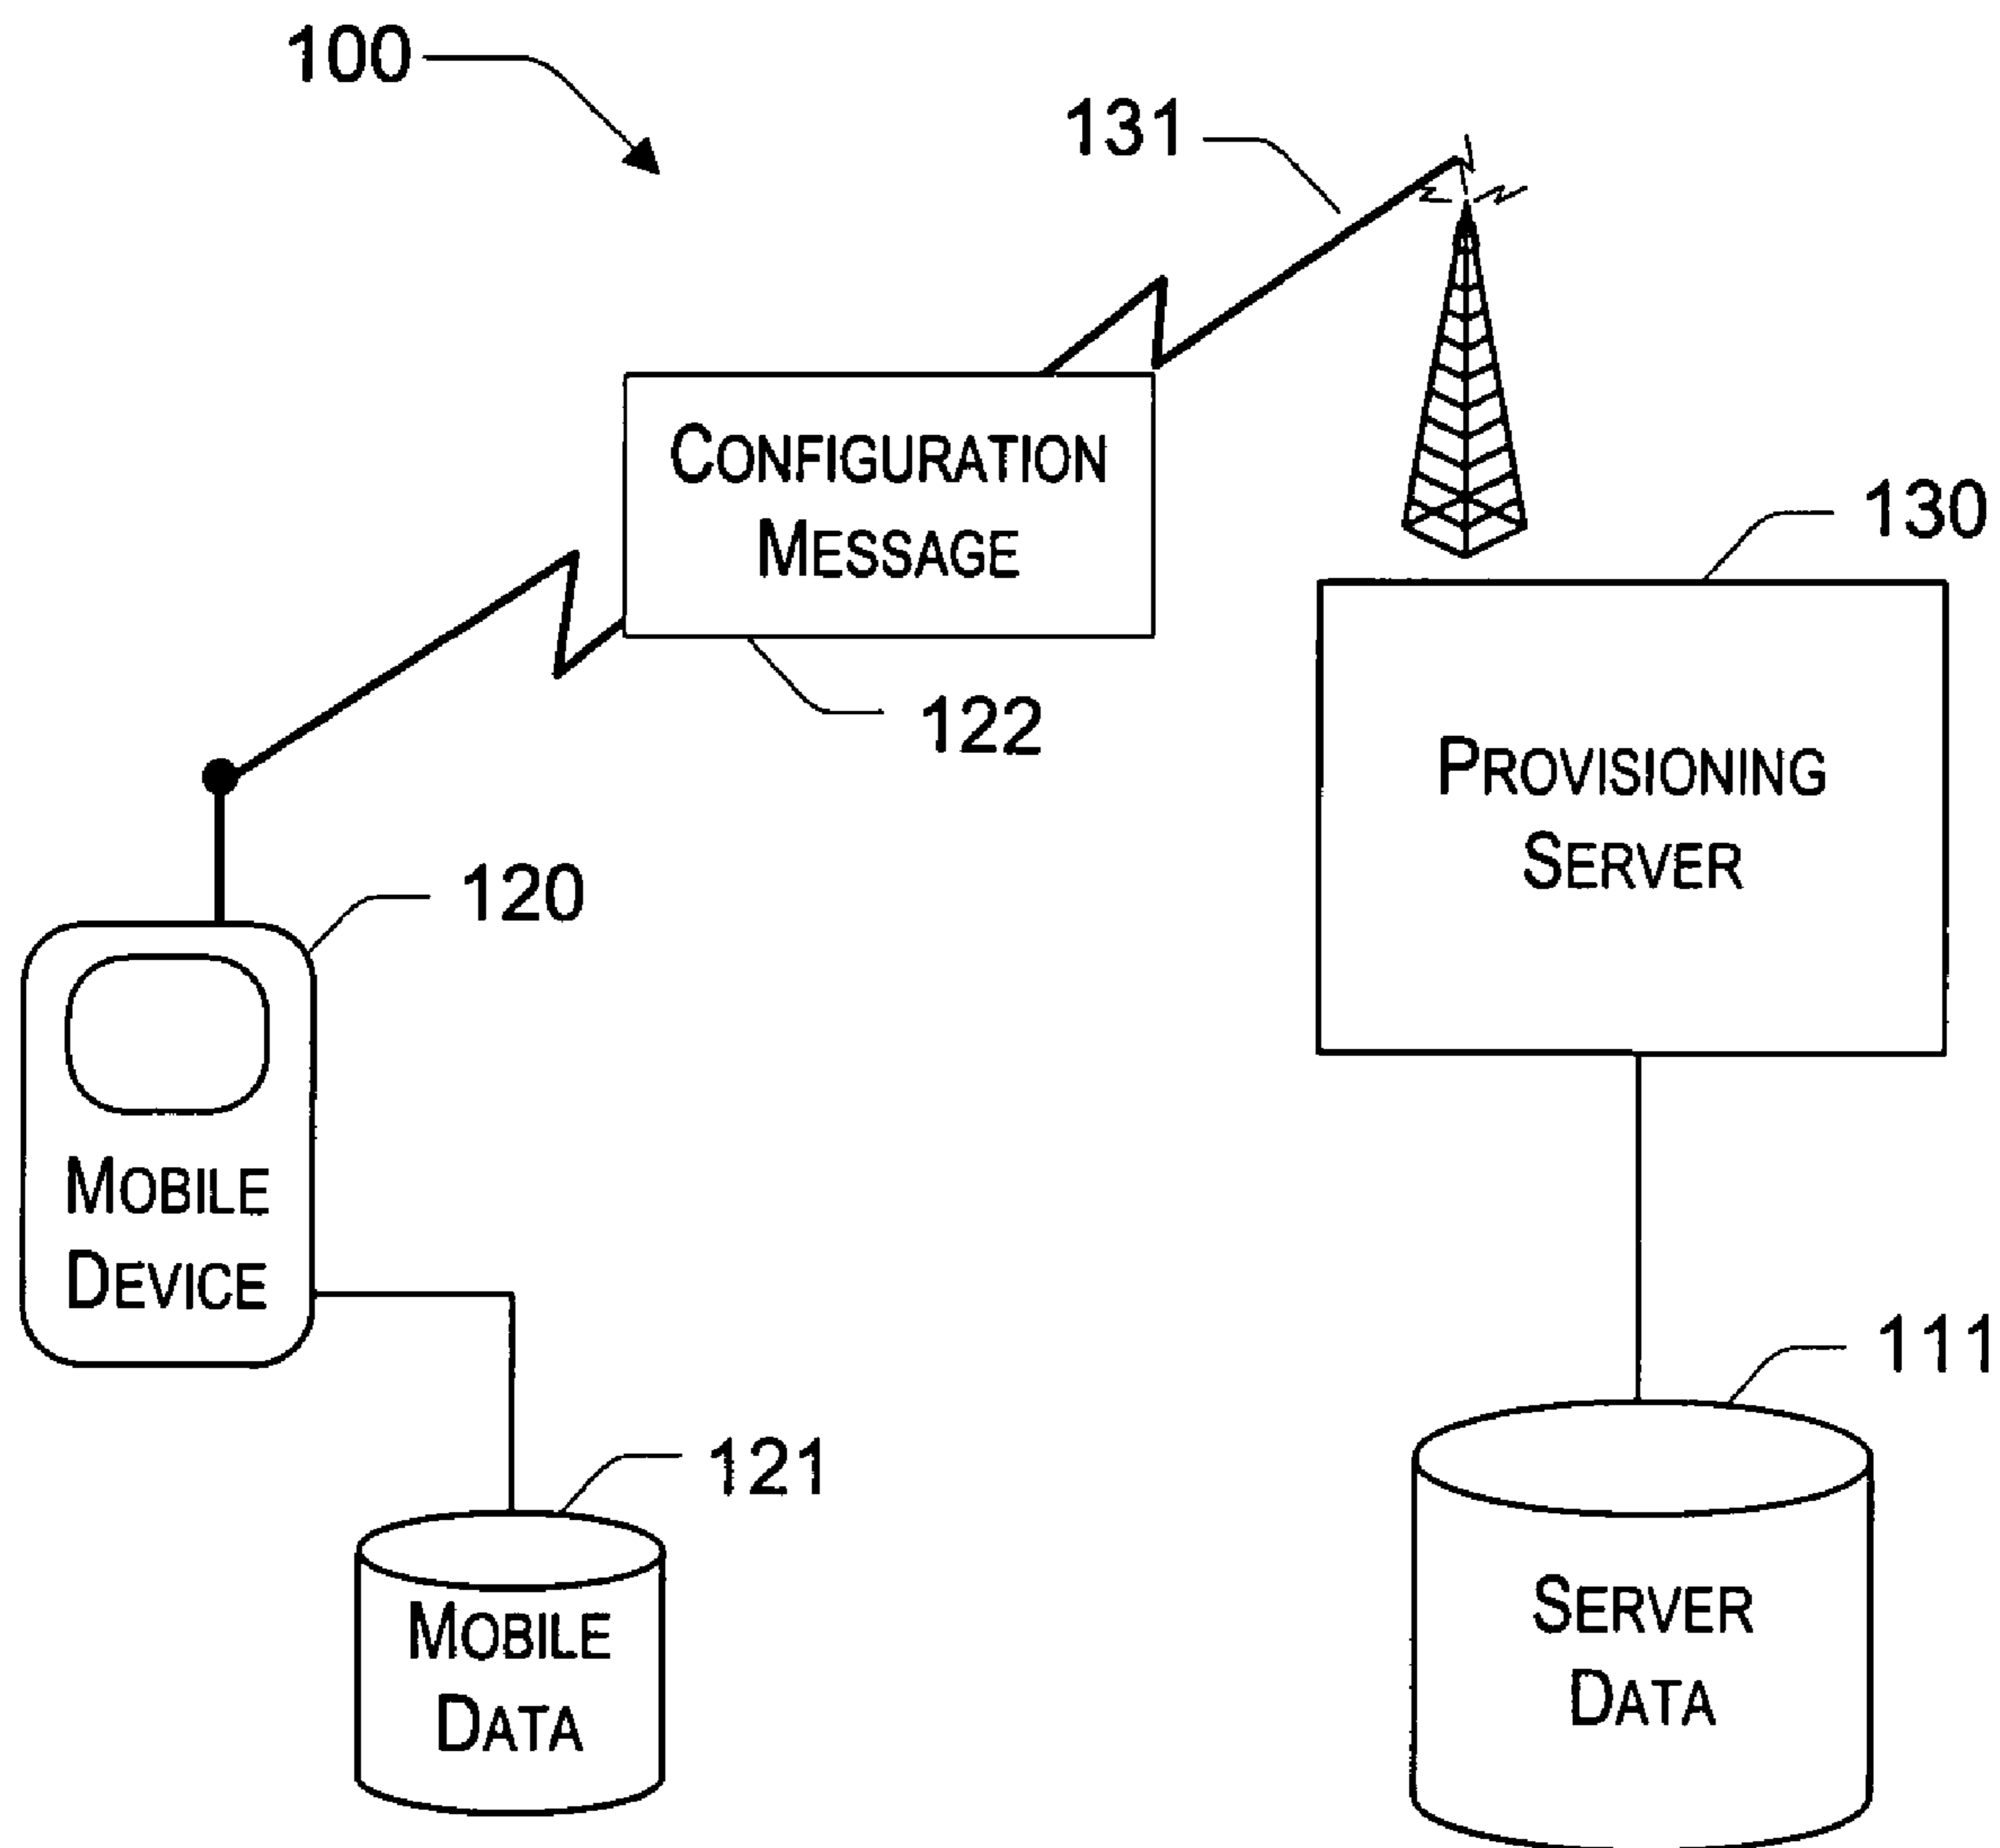 100
131
CONFIGURATION
MESSAGE
130
122
PROVISIONING
SERVER
120
MOBILE
DEVICE
111
121
MOBILE
DATA
SERVER
DATA